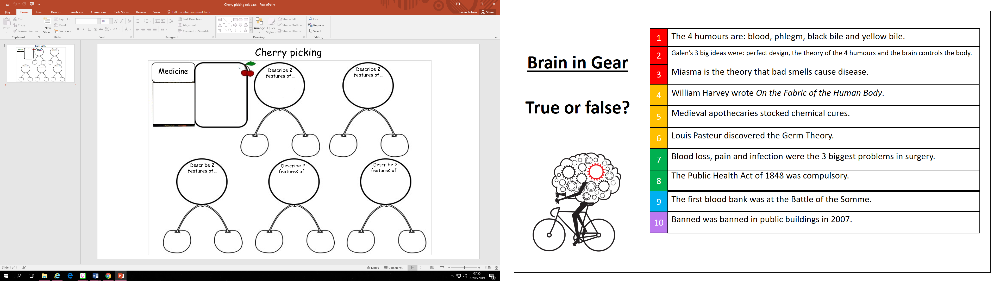 Cherry picking exit pass - PowerPoint
File Home Insert Design Transitions Animations Slide Show Review View Tell me what you want to do... Raven Tolson Share
Paste
Cut
Copy
Format Painter
Clipboard
New
Slide
Layout
Reset
Section
Slides
18
B I U S abc AV Aa A
Font
Text Direction
Align Text
Convert to SmartArt
Paragraph
Arrange
Quick
Styles
Shape Fill
Shape Outline
Shape Effects
Drawing
Find
Replace
Select
Editing
1
Cherry picking
Medicine
Cherry picking
Medicine
Describe 2
features of...
Describe 2
features of...
Describe 2
features of...
Describe 2
features of...
Describe 2
features of...
Slide 1 of 1
Notes Comments 115%
07:55
27/02/2019
Brain in Gear
True or false?
1 The 4 humours are: blood, phlegm, black bile and yellow bile.
2 Galen’s 3 big ideas were: perfect design, the theory of the 4 humours and the brain controls the body.
3 Miasma is the theory that bad smells cause disease.
4 William Harvey wrote On the Fabric of the Human Body.
5 Medieval apothecaries stocked chemical cures.
6 Louis Pasteur discovered the Germ Theory.
7 Blood loss, pain and infection were the 3 biggest problems in surgery.
8 The Public Health Act of 1848 was compulsory.
9 The first blood bank was at the Battle of the Somme.
10 Banned was banned in public buildings in 2007.